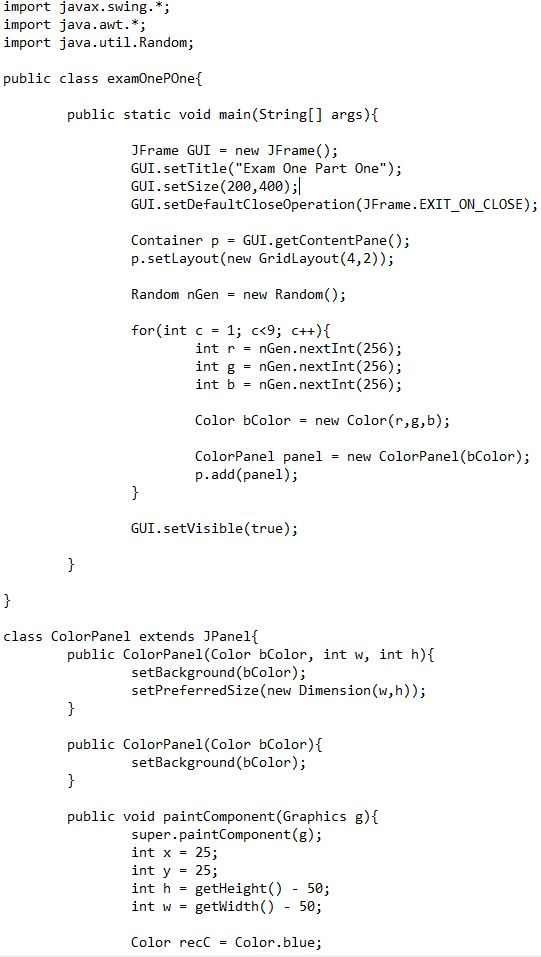 import javax.swing.*;
import java.awt.*;
import java.util.Random;

public class examOnePOne{

        public static void main(String[] args){

                JFrame GUI = new JFrame();
                GUI.setTitle("Exam One Part One");
                GUI.setSize(200,400);
                GUI.setDefaultCloseOperation(JFrame.EXIT_ON_CLOSE);

                Container p = GUI.getContentPane();
                p.setLayout(new GridLayout(4,2));

                Random nGen = new Random();

                for(int c = 1; c<9; c++){
                        int r = nGen.nextInt(256);
                        int g = nGen.nextInt(256);
                        int b = nGen.nextInt(256);

                        Color bColor = new Color(r,g,b);

                        ColorPanel panel = new ColorPanel(bColor);
                        p.add(panel);
                }

                GUI.setVisible(true);

        }

}

class ColorPanel extends JPanel{
        public ColorPanel(Color bColor, int w, int h){
                setBackground(bColor);
                setPreferredSize(new Dimension(w,h));
        }

        public ColorPanel(Color bColor){
                setBackground(bColor);
        }

        public void paintComponent(Graphics g){
                super.paintComponent(g);
                int x = 25;
                int y = 25;
                int h = getHeight() - 50;
                int w = getWidth() - 50;

                Color recC = Color.blue;